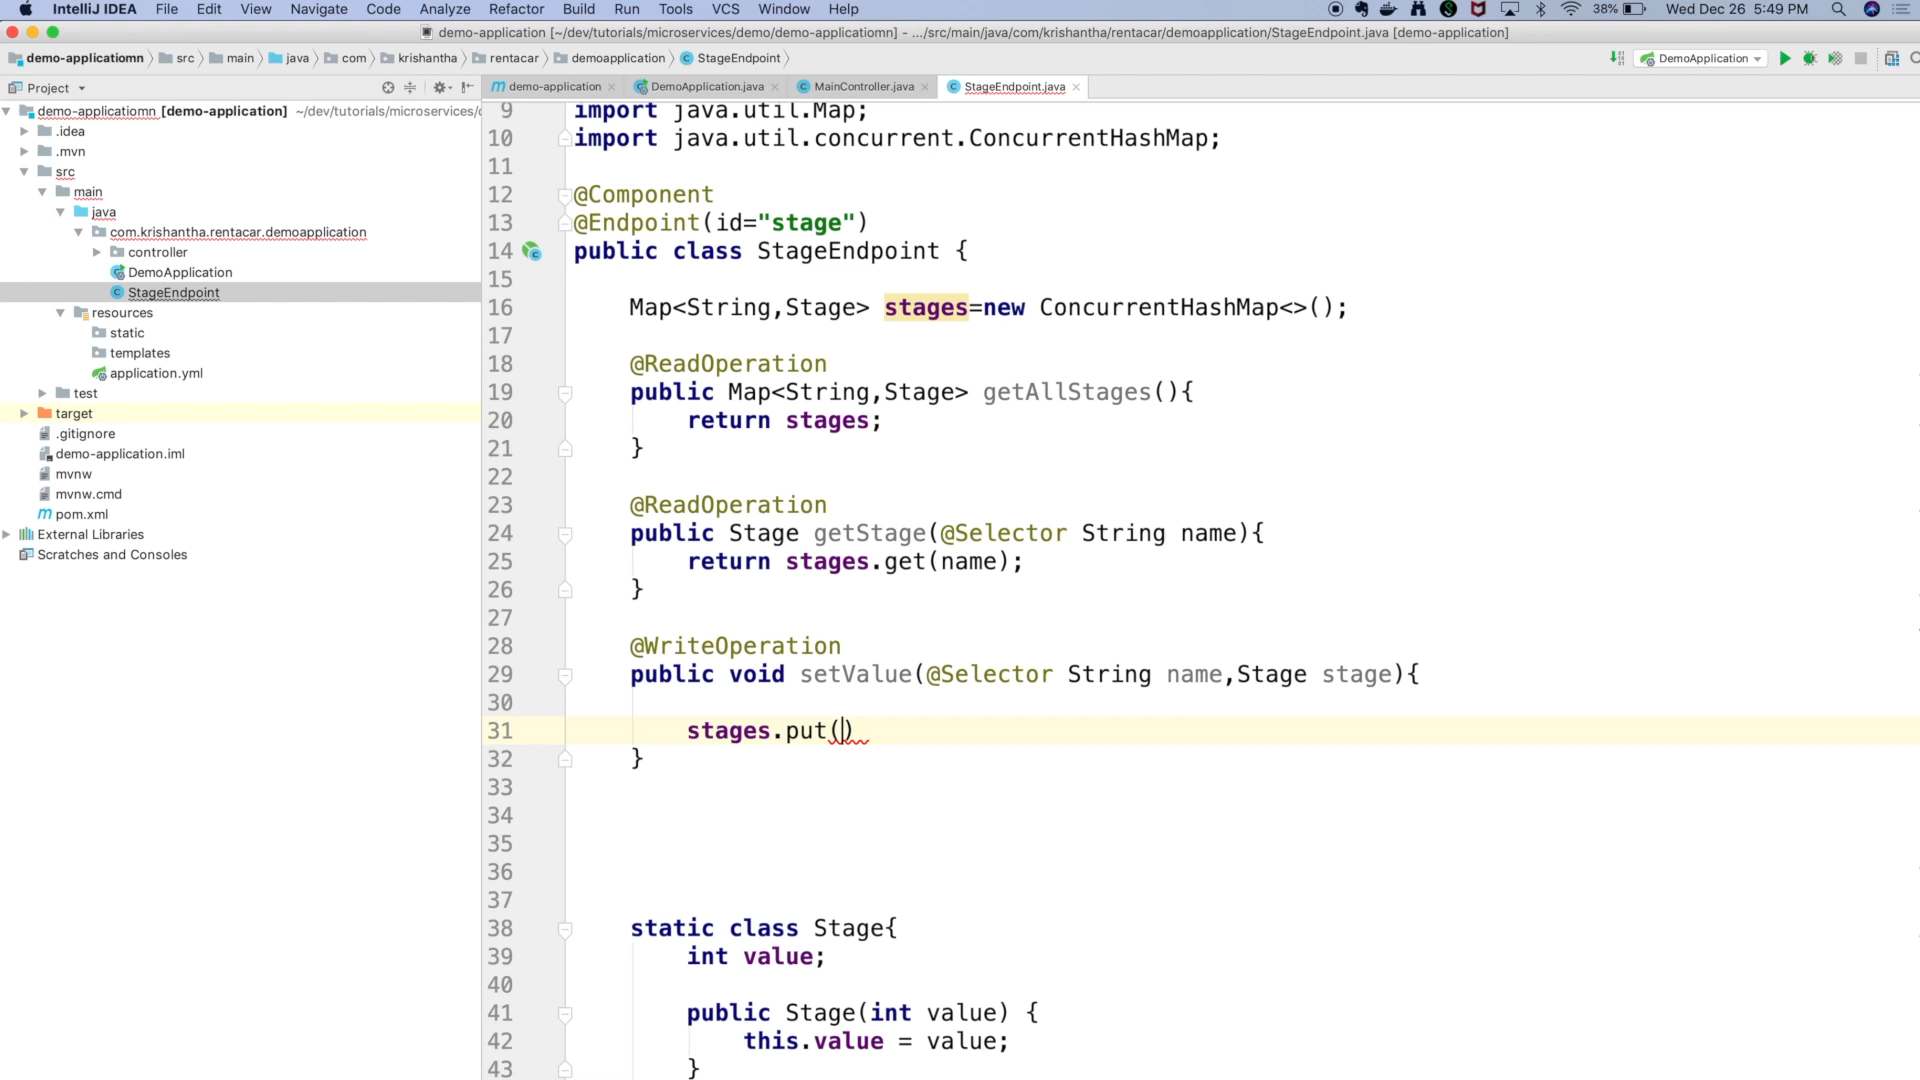 IntelliJ IDEA File Edit View Navigate Code Analyze Refactor Build Run Tools VCS Window Help 38% Wed Dec 26 5:49 PM
demo-application [~/dev/tutorials/microservices/demo/demo-applicatiomn] - .../src/main/java/com/krishantha/rentacar/demoapplication/StageEndpoint.java [demo-application]
demo-applicatiomn src main java com krishantha rentacar demoapplication StageEndpoint DemoApplication
Project
demo-application DemoApplication.java MainController.java StageEndpoint.java
demo-applicatiomn [demo-application] ~/dev/tutorials/microservices/
.idea
.mvn
src
main
java
com.krishantha.rentacar.demoapplication
controller
DemoApplication
StageEndpoint
resources
static
templates
application.yml
test
target
.gitignore
demo-application.iml
mvnw
mvnw.cmd
pom.xml
External Libraries
Scratches and Consoles
9 import java.util.Map;
10 import java.util.concurrent.ConcurrentHashMap;
11
12 @Component
13 @Endpoint(id="stage")
14 public class StageEndpoint {
15
16 Map<String,Stage> stages=new ConcurrentHashMap<>();
17
18 @ReadOperation
19 public Map<String,Stage> getAllStages(){
20 return stages;
21 }
22
23 @ReadOperation
24 public Stage getStage(@Selector String name){
25 return stages.get(name);
26 }
27
28 @WriteOperation
29 public void setValue(@Selector String name,Stage stage){
30
31 stages.put()
32 }
33
34
35
36
37
38 static class Stage{
39 int value;
40
41 public Stage(int value) {
42 this.value = value;
43 }